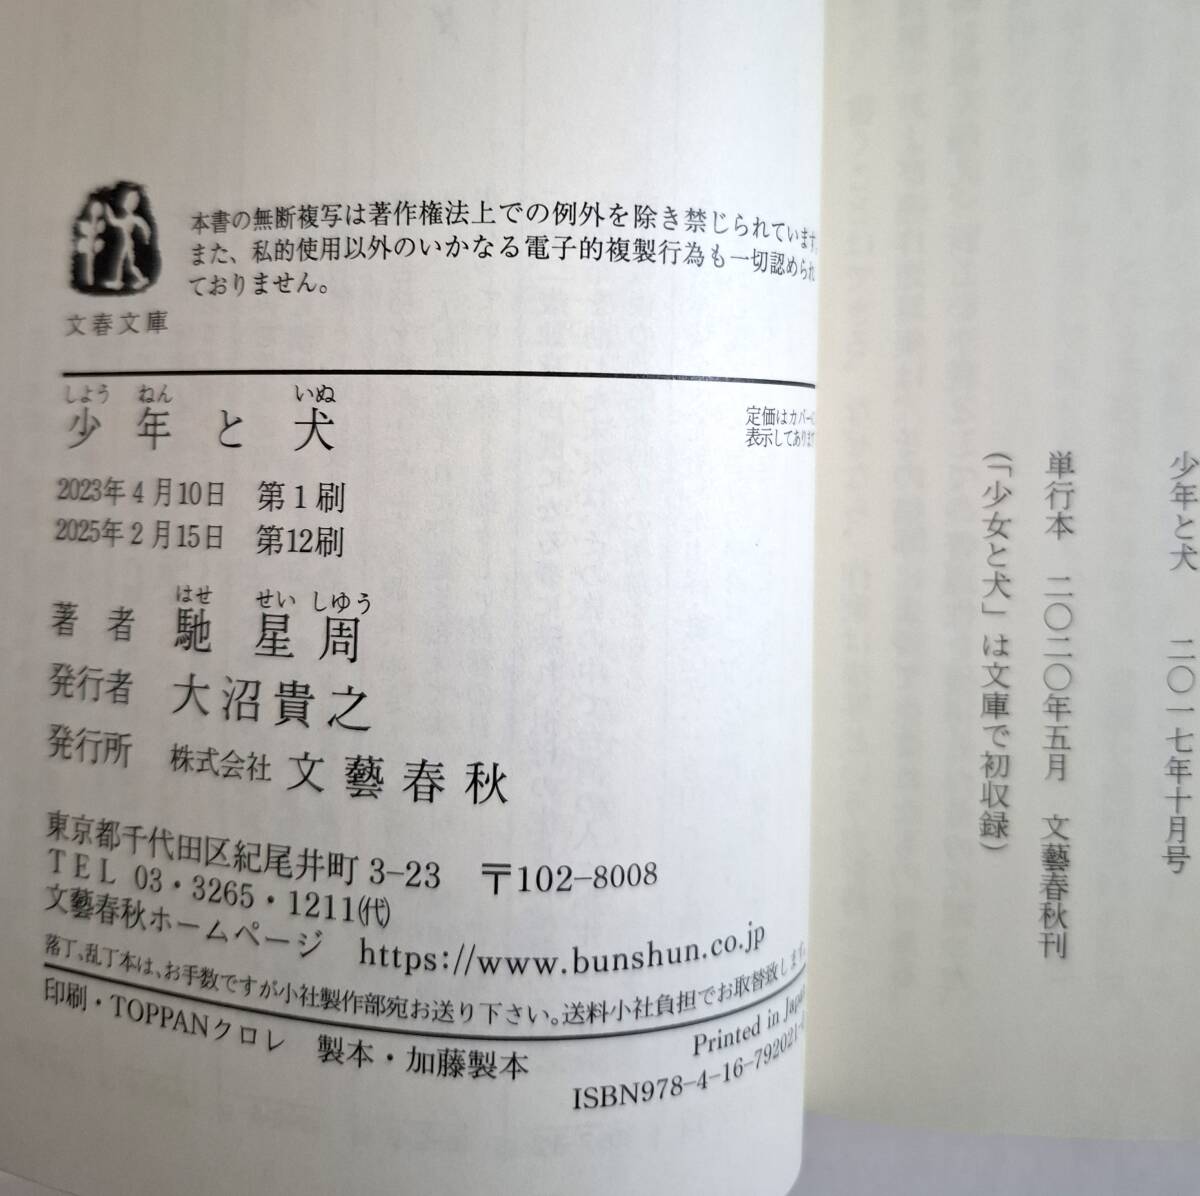 少年と犬　二〇一七年十月号
単行本　二〇二〇年五月　文藝春秋刊
(「少女と犬」は文庫で初収録)
本書の無断複写は著作権法上での例外を除き禁じられています。
また、私的使用以外のいかなる電子的複製行為も一切認められ
ておりません。
文春文庫
しよう ねん いぬ
少年と犬
定価はカバーに
表示してあります
2023年4月10日 第1刷
2025年2月15日 第12刷
はせ せい しゆう
著者 馳星周
発行者 大沼貴之
発行所 株式会社 文藝春秋
東京都千代田区紀尾井町 3-23 〒102-8008
TEL 03・3265・1211㈹
文藝春秋ホームページ https://www.bunshun.co.jp
落丁、乱丁本は、お手数ですが小社製作部宛お送り下さい。送料小社負担でお取替致します。
印刷・TOPPANクロレ 製本・加藤製本
Printed in Japan
ISBN978-4-16-792021-